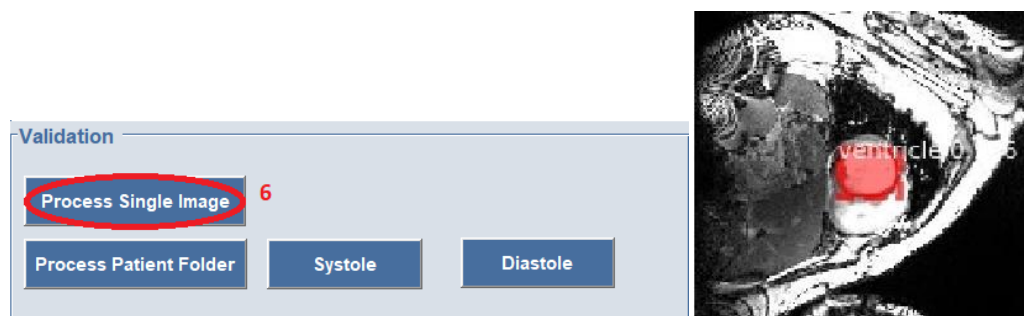 Validation
Process Single Image
6
Process Patient Folder
Systole
Diastole
ventricle